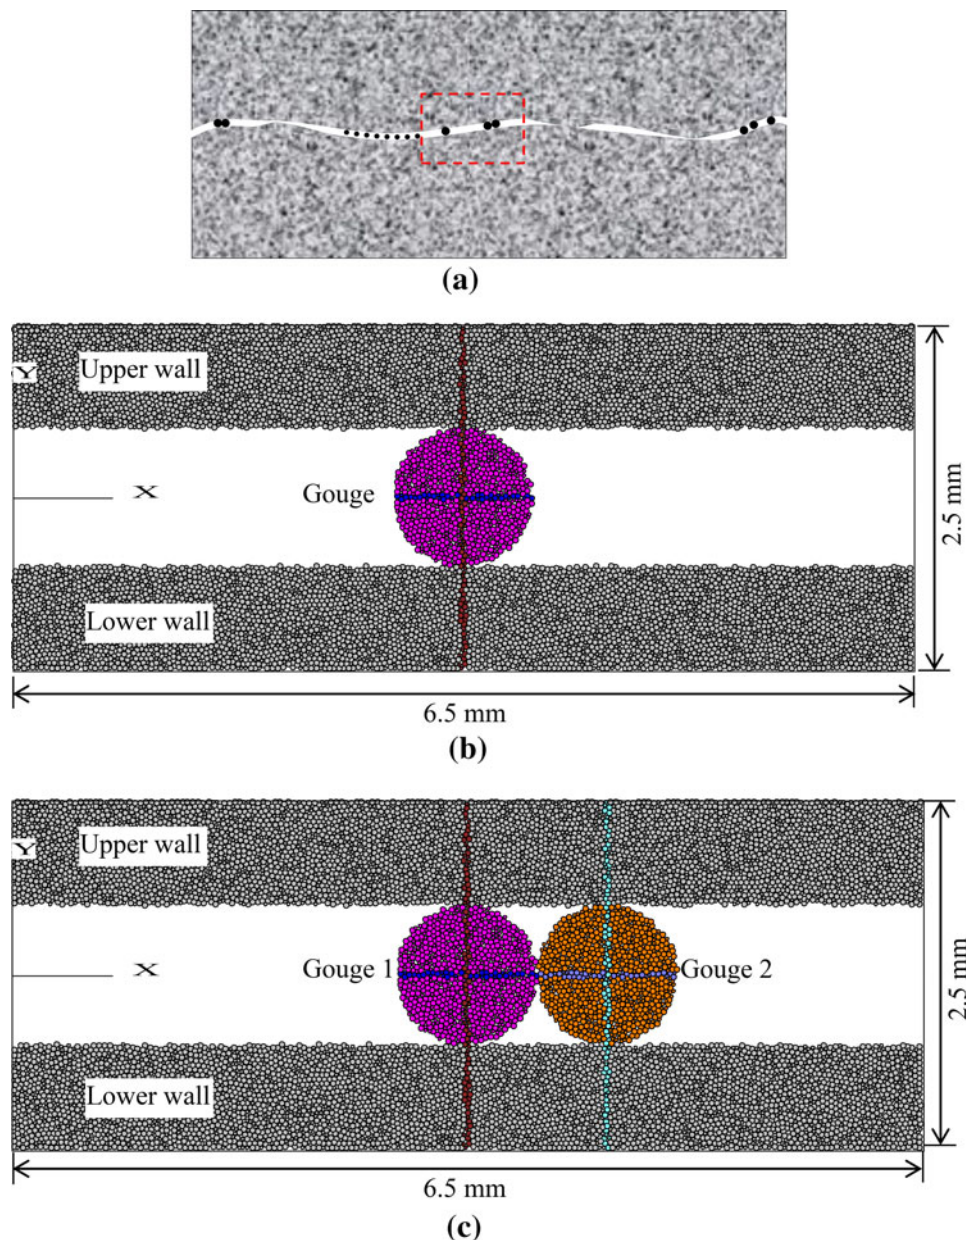 (a)
Upper wall
Y
X
Gouge
Lower wall
2.5 mm
6.5 mm
(b)
Upper wall
Y
X
Gouge 1
Gouge 2
Lower wall
2.5 mm
6.5 mm
(c)